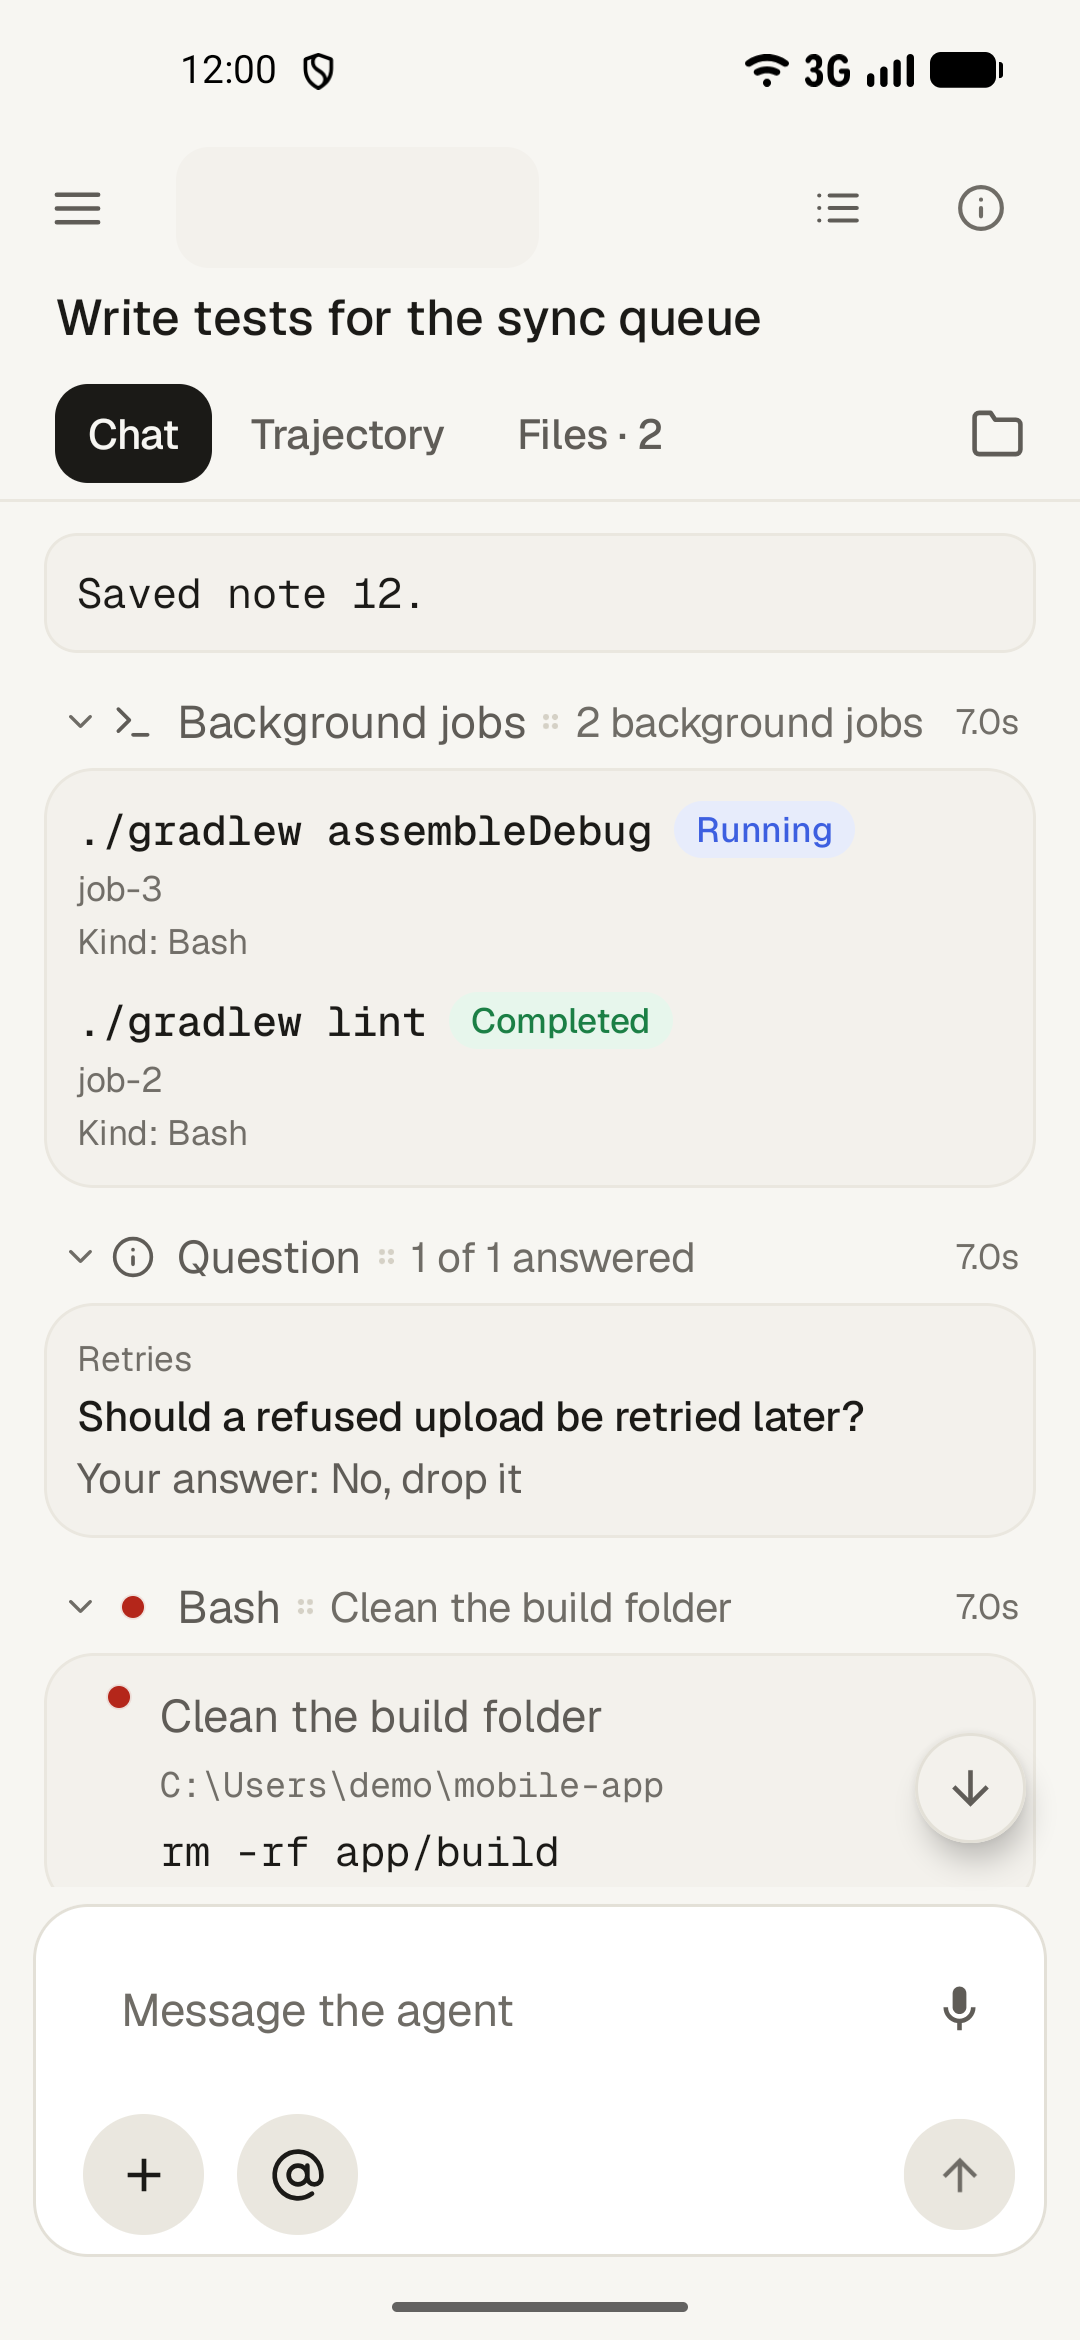 12:00
3G
Write tests for the sync queue
Chat
Trajectory
Files · 2
Saved note 12.
Background jobs 2 background jobs 7.0s
./gradlew assembleDebug Running
job-3
Kind: Bash
./gradlew lint Completed
job-2
Kind: Bash
Question 1 of 1 answered 7.0s
Retries
Should a refused upload be retried later?
Your answer: No, drop it
Bash Clean the build folder 7.0s
Clean the build folder
C:\Users\demo\mobile-app
rm -rf app/build
Message the agent